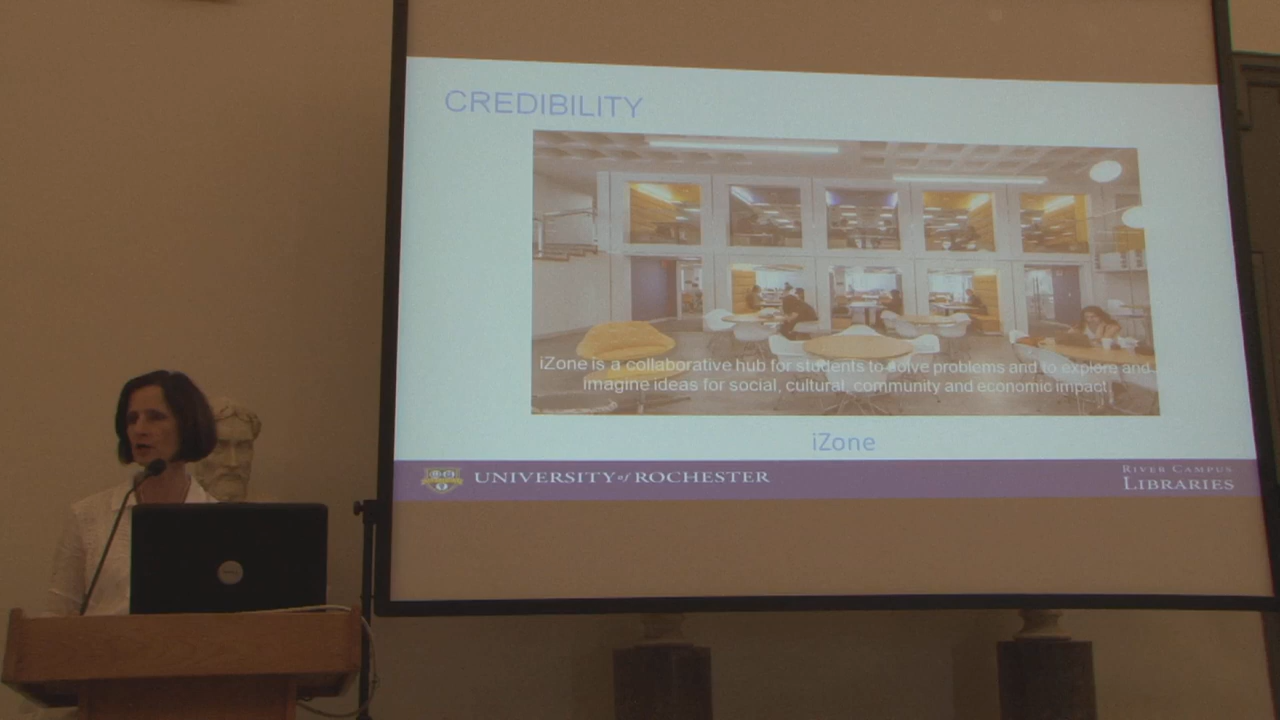 CREDIBILITY
iZone is a collaborative hub for students to solve problems and to explore and
imagine ideas for social, cultural, community and economic impact.
iZone
UNIVERSITY of ROCHESTER
RIVER CAMPUS
LIBRARIES